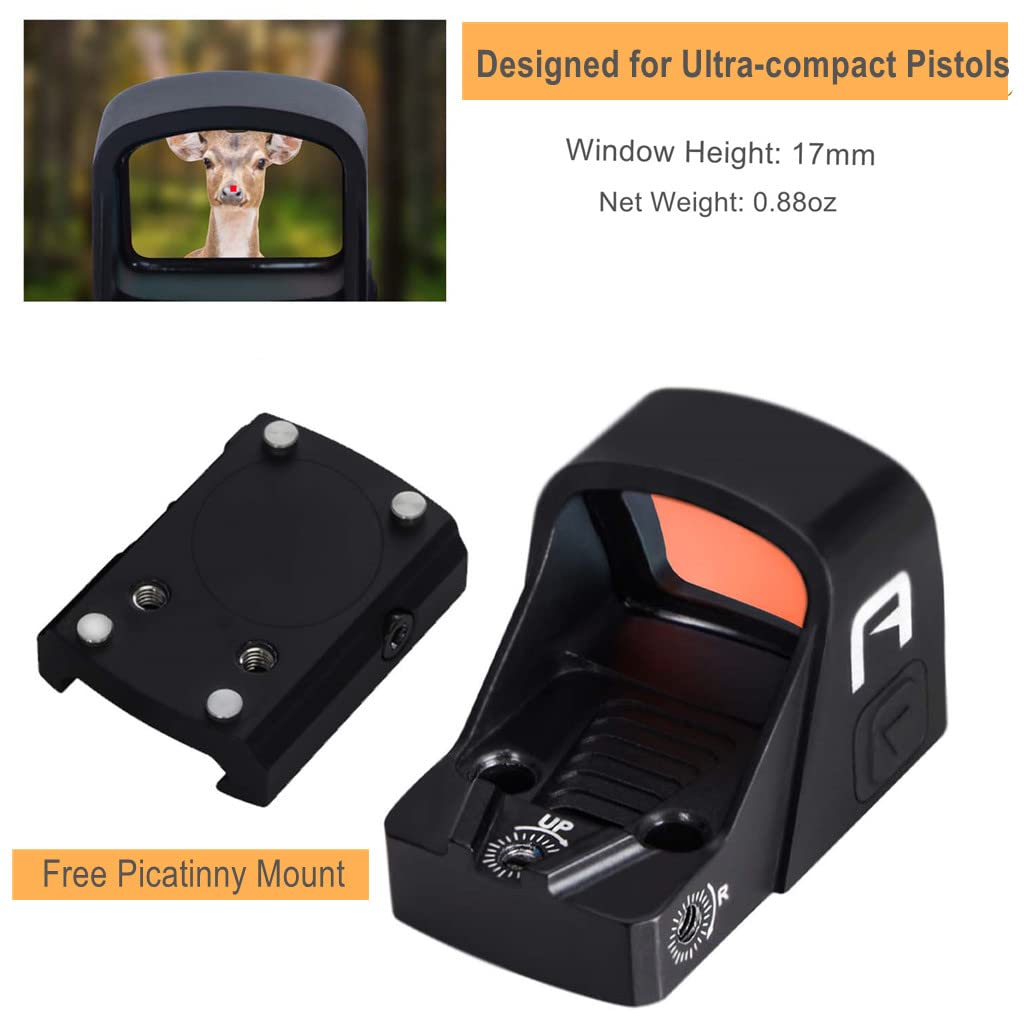 Designed for Ultra-compact Pistols
Window Height: 17mm
Net Weight: 0.88oz
UP
R
Free Picatinny Mount